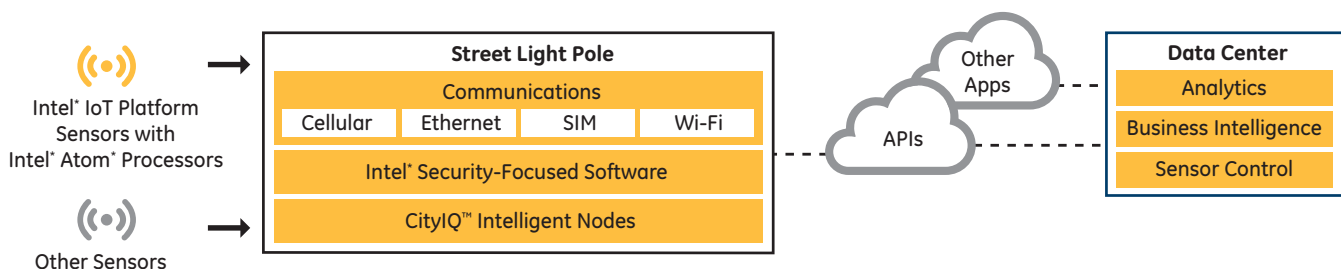 Intel* IoT Platform
Sensors with
Intel* Atom* Processors
Other Sensors
Street Light Pole
Communications
Cellular
Ethernet
SIM
Wi-Fi
Intel* Security-Focused Software
CityIQ™ Intelligent Nodes
Other
Apps
APIs
Data Center
Analytics
Business Intelligence
Sensor Control